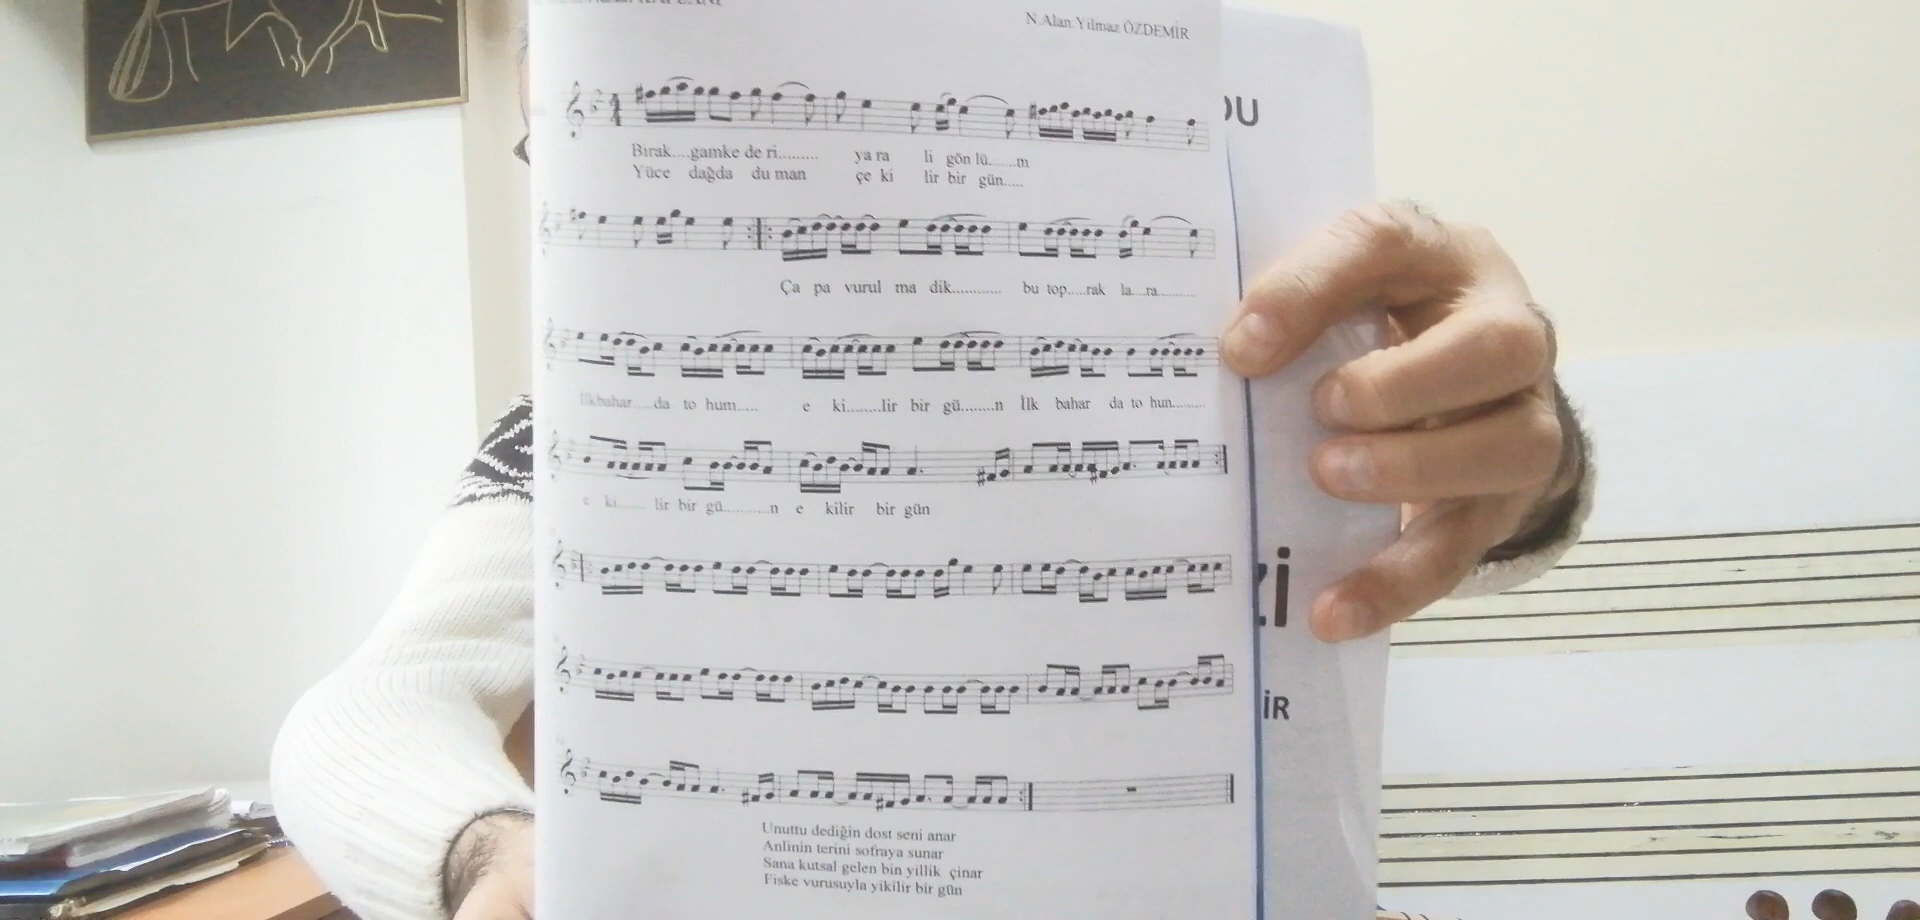 N.Alan.Yilmaz ÖZDEMİR
Birak....gamke de ri......... ya ra li gön lü......m
Yüce dağda du man çe ki lir bir gün.....
Ça pa vurul ma dik............ bu top.....rak la....ra..........
İlkbahar.....da to hum..... e ki........lir bir gü........n İlk bahar da to hun.........
e ki....... lir bir gü...........n e kilir bir gün
Unuttu dediğin dost seni anar
Anlinin terini sofraya sunar
Sana kutsal gelen bin yillik çinar
Fiske vurusuyla yikilir bir gün
DU
zi
İR